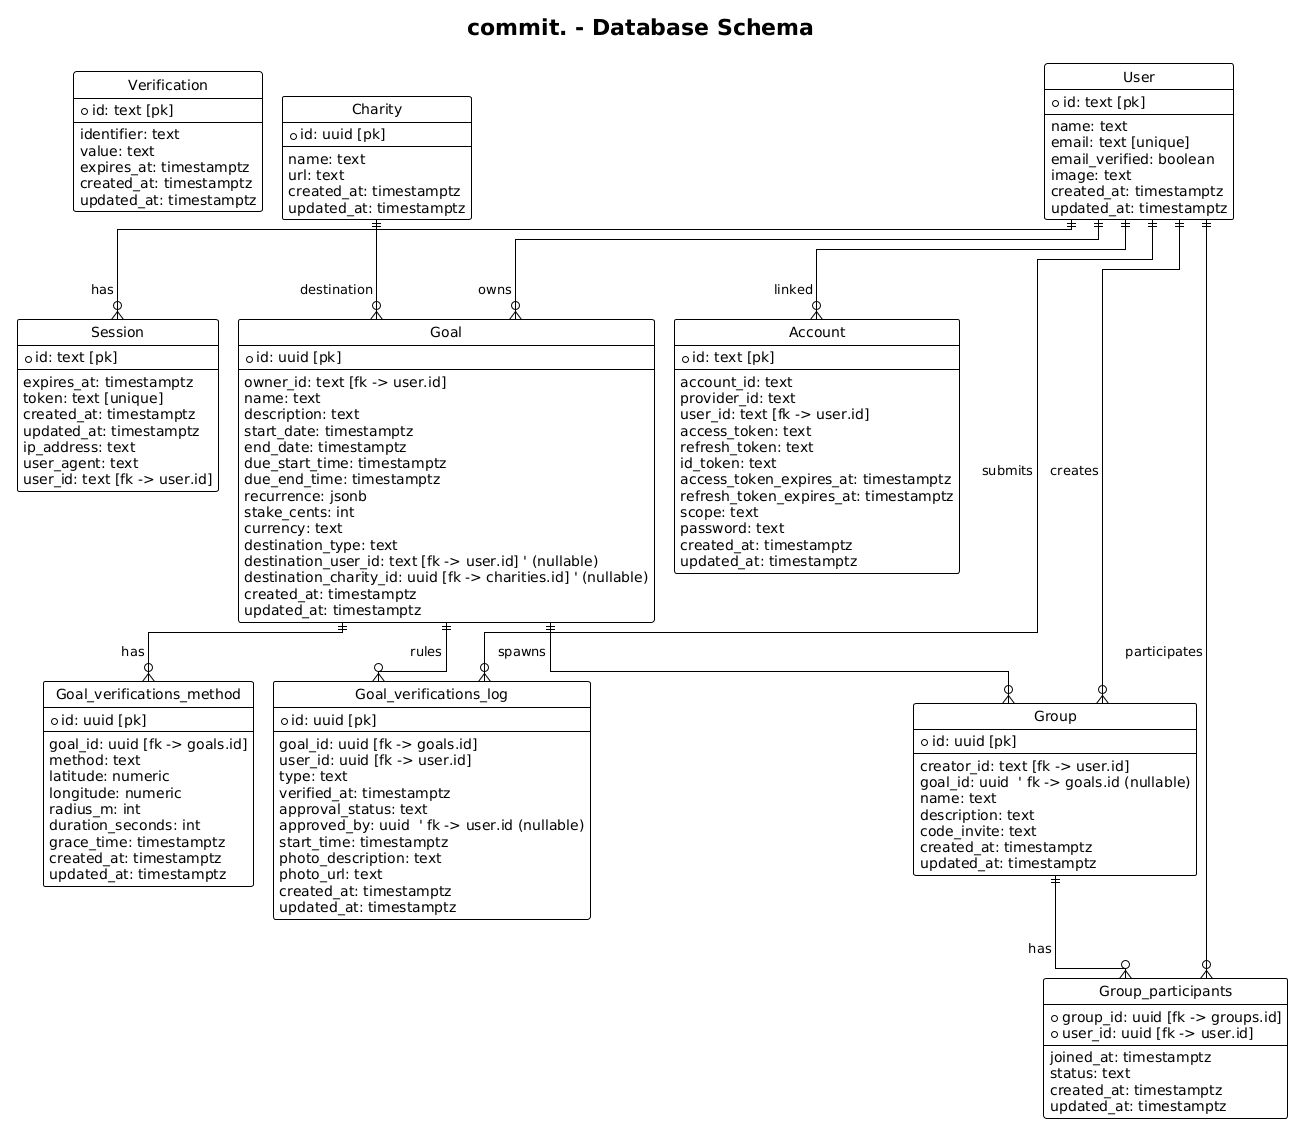 commit. - Database Schema
Verification
id: text [pk]
identifier: text
value: text
expires_at: timestamptz
created_at: timestamptz
updated_at: timestamptz
Charity
id: uuid [pk]
name: text
url: text
created_at: timestamptz
updated_at: timestamptz
User
id: text [pk]
name: text
email: text [unique]
email_verified: boolean
image: text
created_at: timestamptz
updated_at: timestamptz
has
destination
owns
linked
Session
id: text [pk]
expires_at: timestamptz
token: text [unique]
created_at: timestamptz
updated_at: timestamptz
ip_address: text
user_agent: text
user_id: text [fk -> user.id]
Goal
id: uuid [pk]
owner_id: text [fk -> user.id]
name: text
description: text
start_date: timestamptz
end_date: timestamptz
due_start_time: timestamptz
due_end_time: timestamptz
recurrence: jsonb
stake_cents: int
currency: text
destination_type: text
destination_user_id: text [fk -> user.id] ' (nullable)
destination_charity_id: uuid [fk -> charities.id] ' (nullable)
created_at: timestamptz
updated_at: timestamptz
Account
id: text [pk]
account_id: text
provider_id: text
user_id: text [fk -> user.id]
access_token: text
refresh_token: text
id_token: text
access_token_expires_at: timestamptz
refresh_token_expires_at: timestamptz
scope: text
password: text
created_at: timestamptz
updated_at: timestamptz
submits
creates
has
rules
spawns
participates
Goal_verifications_method
id: uuid [pk]
goal_id: uuid [fk -> goals.id]
method: text
latitude: numeric
longitude: numeric
radius_m: int
duration_seconds: int
grace_time: timestamptz
created_at: timestamptz
updated_at: timestamptz
Goal_verifications_log
id: uuid [pk]
goal_id: uuid [fk -> goals.id]
user_id: uuid [fk -> user.id]
type: text
verified_at: timestamptz
approval_status: text
approved_by: uuid  ' fk -> user.id (nullable)
start_time: timestamptz
photo_description: text
photo_url: text
created_at: timestamptz
updated_at: timestamptz
Group
id: uuid [pk]
creator_id: text [fk -> user.id]
goal_id: uuid  ' fk -> goals.id (nullable)
name: text
description: text
code_invite: text
created_at: timestamptz
updated_at: timestamptz
has
Group_participants
group_id: uuid [fk -> groups.id]
user_id: uuid [fk -> user.id]
joined_at: timestamptz
status: text
created_at: timestamptz
updated_at: timestamptz